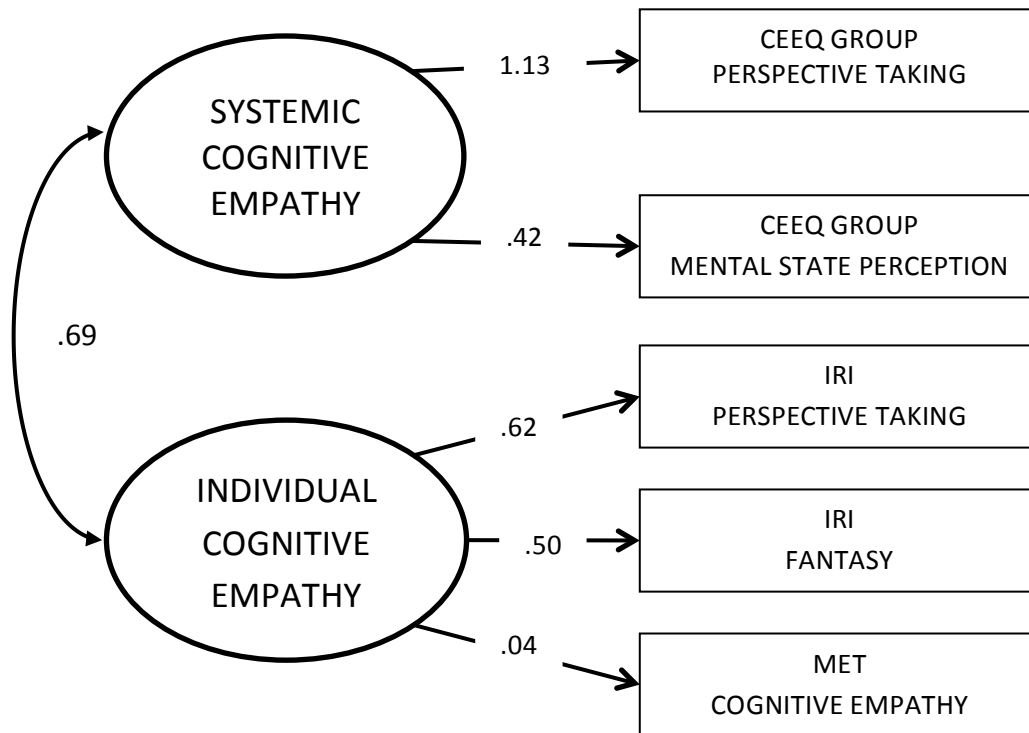 CEEQ GROUP
PERSPECTIVE TAKING
1.13
SYSTEMIC
COGNITIVE
EMPATHY
.42
CEEQ GROUP
MENTAL STATE PERCEPTION
.69
IRI
PERSPECTIVE TAKING
.62
INDIVIDUAL
COGNITIVE
EMPATHY
.50
IRI
FANTASY
.04
MET
COGNITIVE EMPATHY